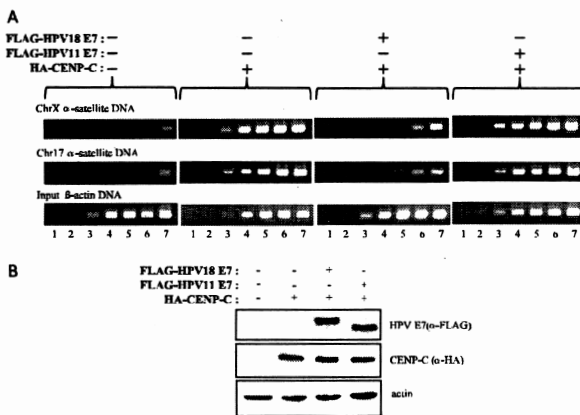 A
FLAG-HPV18 E7 : – – + –
FLAG-HPV11 E7 : – – – +
HA-CENP-C : – + + +
ChrX α-satellite DNA
Chr17 α-satellite DNA
Input β-actin DNA
1 2 3 4 5 6 7 1 2 3 4 5 6 7 1 2 3 4 5 6 7 1 2 3 4 5 6 7
B
FLAG-HPV18 E7 : - - + -
FLAG-HPV11 E7 : - - - +
HA-CENP-C : - + + +
HPV E7(α-FLAG)
CENP-C (α-HA)
actin